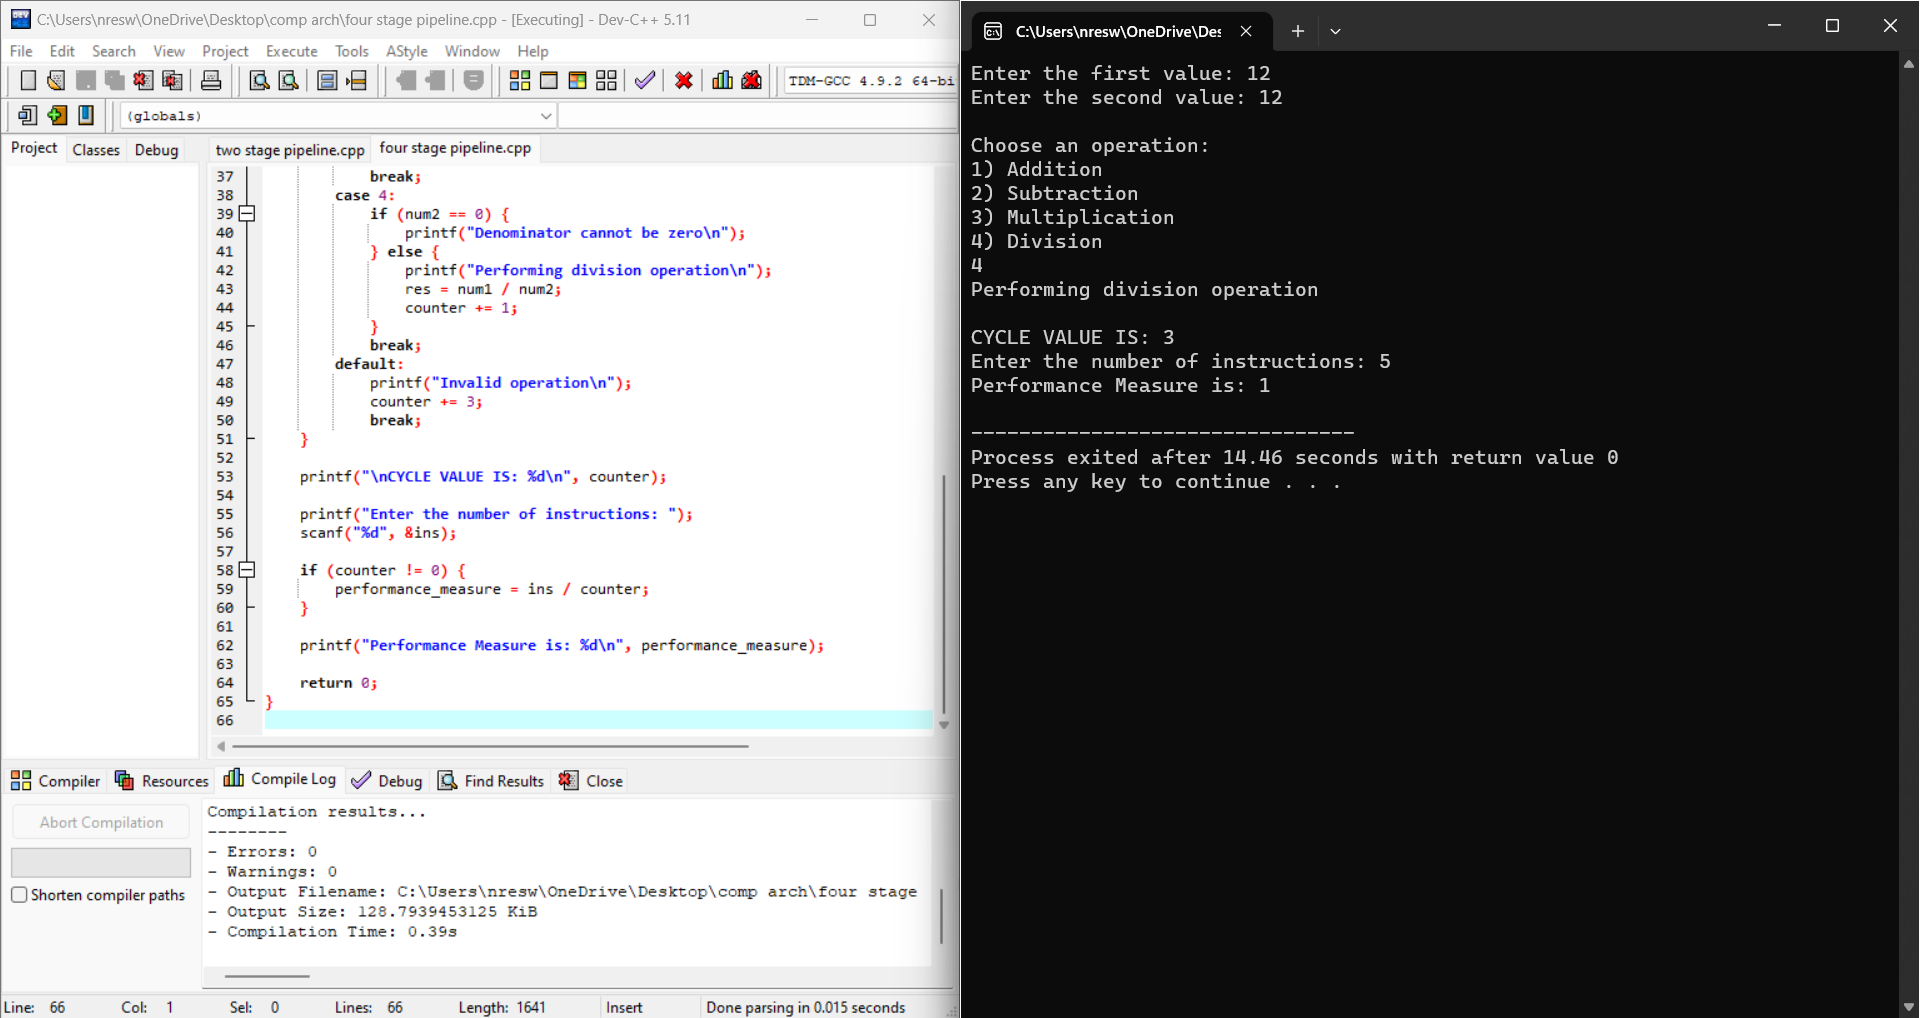 C:\Users\nresw\OneDrive\Desktop\comp arch\four stage pipeline.cpp - [Executing] - Dev-C++ 5.11
File Edit Search View Project Execute Tools AStyle Window Help
TDM-GCC 4.9.2 64-bi
(globals)
Project Classes Debug
two stage pipeline.cpp four stage pipeline.cpp
37 break;
38 case 4:
39 if (num2 == 0) {
40 printf("Denominator cannot be zero\n");
41 } else {
42 printf("Performing division operation\n");
43 res = num1 / num2;
44 counter += 1;
45 }
46 break;
47 default:
48 printf("Invalid operation\n");
49 counter += 3;
50 break;
51 }
52
53 printf("\nCYCLE VALUE IS: %d\n", counter);
54
55 printf("Enter the number of instructions: ");
56 scanf("%d", &ins);
57
58 if (counter != 0) {
59 performance_measure = ins / counter;
60 }
61
62 printf("Performance Measure is: %d\n", performance_measure);
63
64 return 0;
65 }
66
Compiler Resources Compile Log Debug Find Results Close
Abort Compilation
Shorten compiler paths
Compilation results...
--------
- Errors: 0
- Warnings: 0
- Output Filename: C:\Users\nresw\OneDrive\Desktop\comp arch\four stage
- Output Size: 128.7939453125 KiB
- Compilation Time: 0.39s
Line: 66 Col: 1 Sel: 0 Lines: 66 Length: 1641 Insert Done parsing in 0.015 seconds
C:\Users\nresw\OneDrive\Des
Enter the first value: 12
Enter the second value: 12
Choose an operation:
1) Addition
2) Subtraction
3) Multiplication
4) Division
4
Performing division operation
CYCLE VALUE IS: 3
Enter the number of instructions: 5
Performance Measure is: 1
--------------------------------
Process exited after 14.46 seconds with return value 0
Press any key to continue . . .